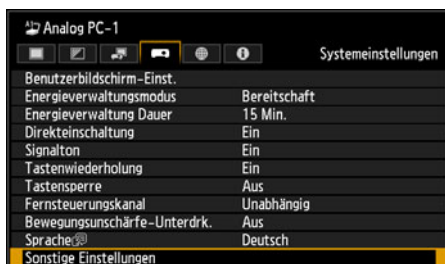 Analog PC-1
Systemeinstellungen
Benutzerbildschirm-Einst.
Energieverwaltungsmodus Bereitschaft
Energieverwaltung Dauer 15 Min.
Direkteinschaltung Ein
Signalton Ein
Tastenwiederholung Ein
Tastensperre Aus
Fernsteuerungskanal Unabhängig
Bewegungsunschärfe-Unterdrk. Aus
Sprache Deutsch
Sonstige Einstellungen